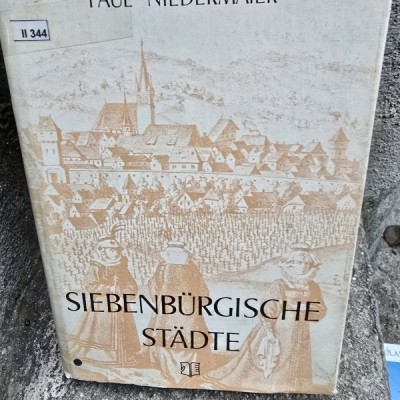 PAUL NIEDERMAIER
II 344
SIEBENBÜRGISCHE
STÄDTE